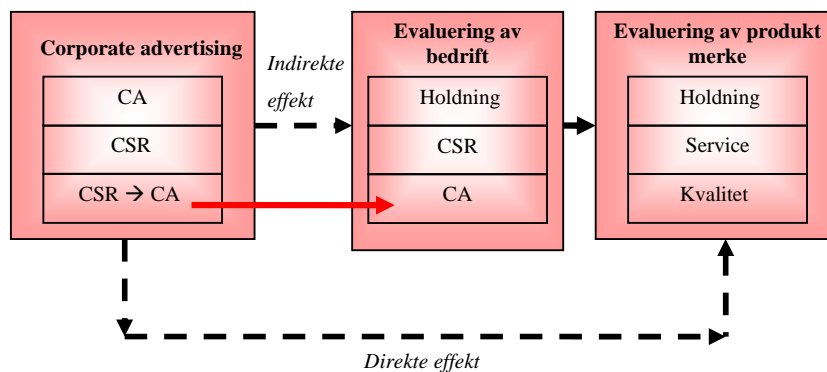 Corporate advertising
CA
CSR
CSR → CA
Indirekte
effekt
Evaluering av
bedrift
Holdning
CSR
CA
Evaluering av produkt
merke
Holdning
Service
Kvalitet
Direkte effekt